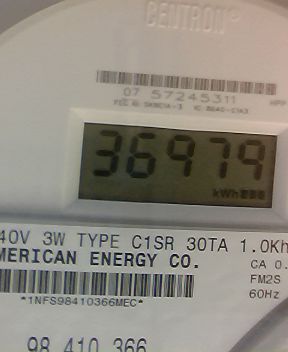 CENTRON®
07 57245311
36979
kWh
40V 3W TYPE C1SR 30TA 1.0Kh
MERICAN ENERGY CO.
CA 0.
FM2S
60Hz
*1NFS98410366MEC*
98 410 366